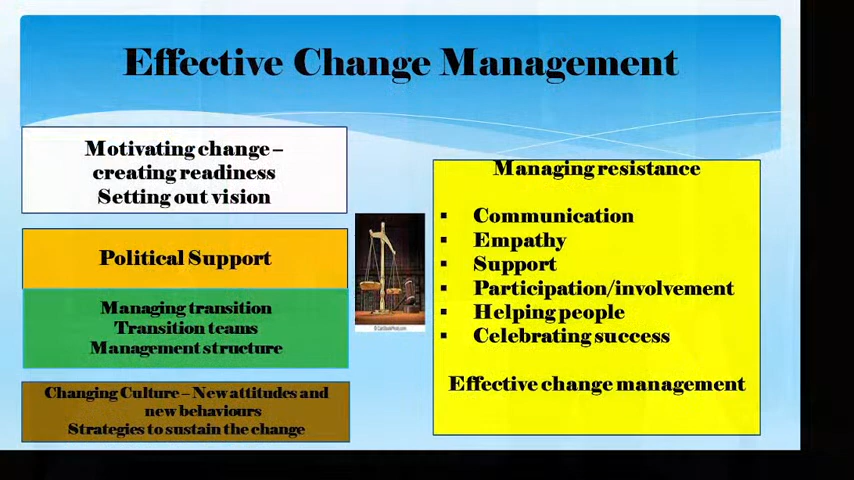 Effective Change Management
Motivating change –
creating readiness
Setting out vision
Political Support
Managing transition
Transition teams
Management structure
Changing Culture – New attitudes and
new behaviours
Strategies to sustain the change
Managing resistance
▪ Communication
▪ Empathy
▪ Support
▪ Participation/involvement
▪ Helping people
▪ Celebrating success
Effective change management